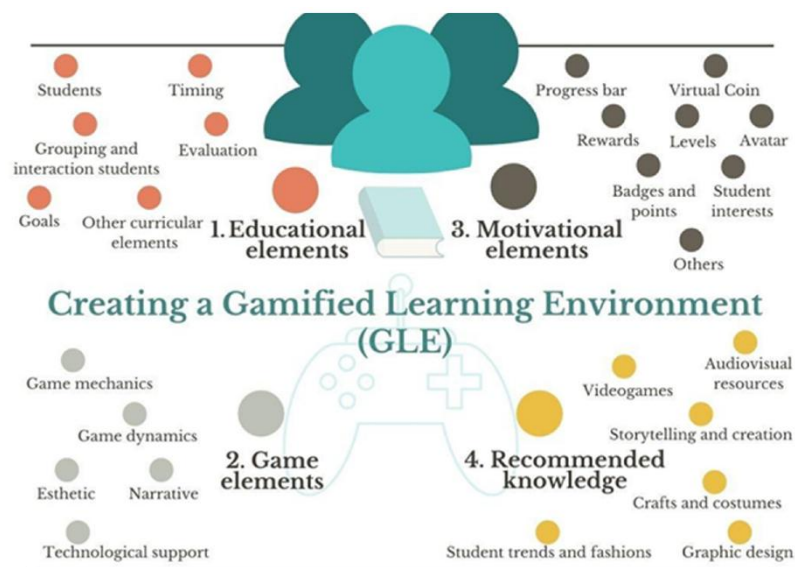 Students
Timing
Grouping and
interaction students
Evaluation
Goals
Other curricular
elements
1. Educational
elements
Progress bar
Virtual Coin
Rewards
Levels
Avatar
Badges and
points
Student
interests
Others
3. Motivational
elements
Creating a Gamified Learning Environment
(GLE)
Game mechanics
Game dynamics
Esthetic
Narrative
Technological support
2. Game
elements
Videogames
Audiovisual
resources
Storytelling and creation
4. Recommended
knowledge
Crafts and costumes
Student trends and fashions
Graphic design